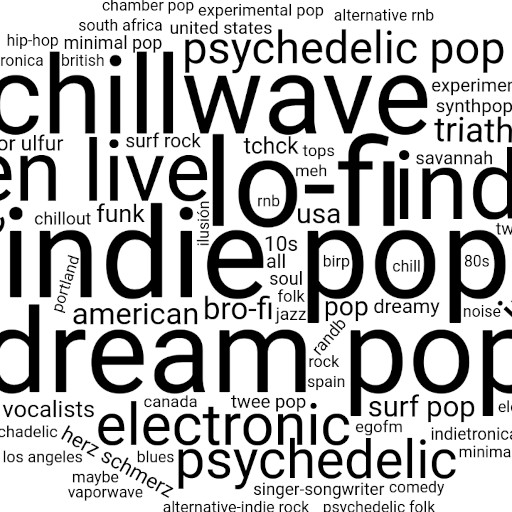 chamber pop
experimental pop
alternative rnb
south africa
united states
hip-hop
minimal pop
psychedelic pop
ronica
british
chillwave
experimen
synthpop
triath
or ulfur
surf rock
tchck
tops
savannah
en live
lo-fi
ind
meh
rnb
usa
chillout
funk
ilusión
tw
indie pop
10s
all
birp
chill
80s
soul
portland
folk
american
bro-fi
jazz
pop
dreamy
noise
randb
dream pop
rock
spain
vocalists
canada
twee pop
surf pop
ele
electronic
egofm
chadelic
herz schmerz
indietronica
los angeles
blues
psychedelic
minima
maybe
vaporwave
singer-songwriter
comedy
alternative-indie rock
psychedelic folk